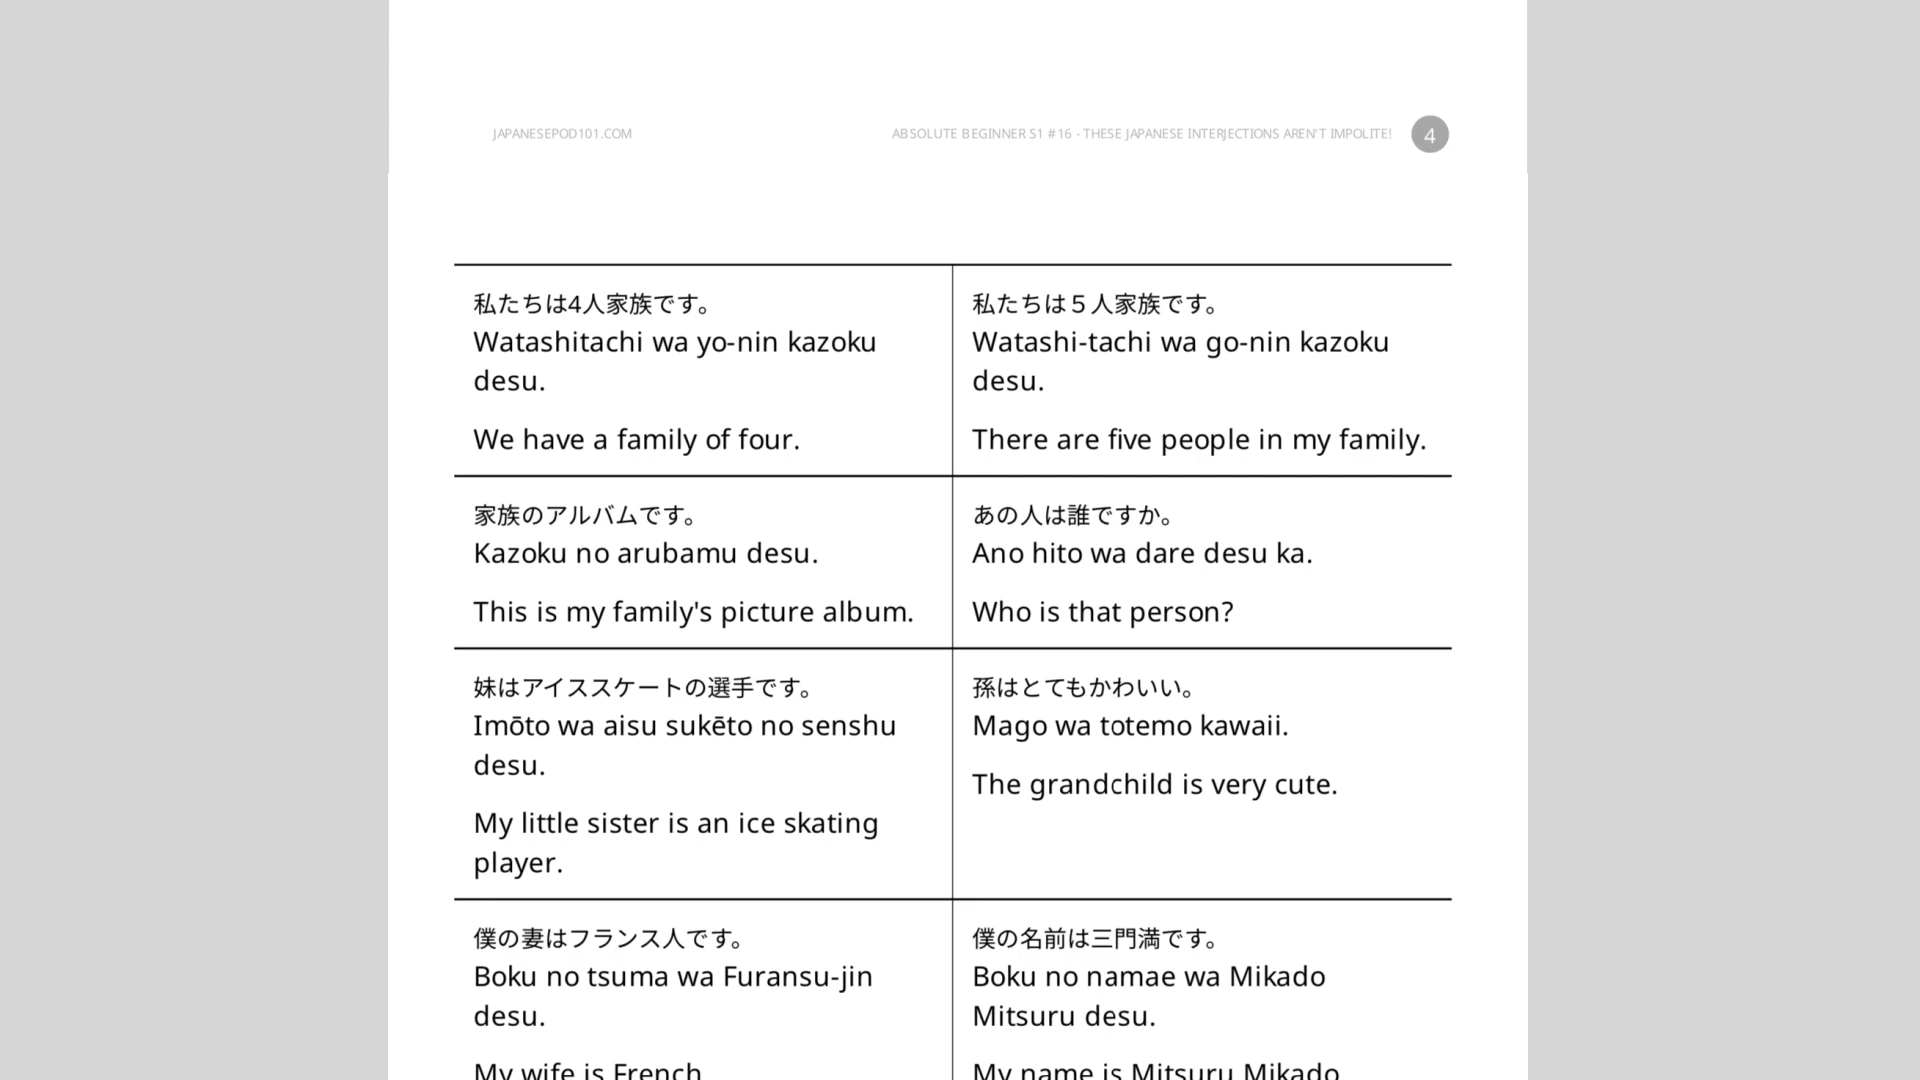 JAPANESEPOD101.COM
ABSOLUTE BEGINNER S1 #16 - THESE JAPANESE INTERJECTIONS AREN'T IMPOLITE!
4
私たちは4人家族です。
Watashitachi wa yo-nin kazoku
desu.
We have a family of four.
私たちは５人家族です。
Watashi-tachi wa go-nin kazoku
desu.
There are five people in my family.
家族のアルバムです。
Kazoku no arubamu desu.
This is my family's picture album.
あの人は誰ですか。
Ano hito wa dare desu ka.
Who is that person?
妹はアイススケートの選手です。
Imōto wa aisu sukēto no senshu
desu.
My little sister is an ice skating
player.
孫はとてもかわいい。
Mago wa totemo kawaii.
The grandchild is very cute.
僕の妻はフランス人です。
Boku no tsuma wa Furansu-jin
desu.
My wife is French
僕の名前は三門満です。
Boku no namae wa Mikado
Mitsuru desu.
My name is Mitsuru Mikado